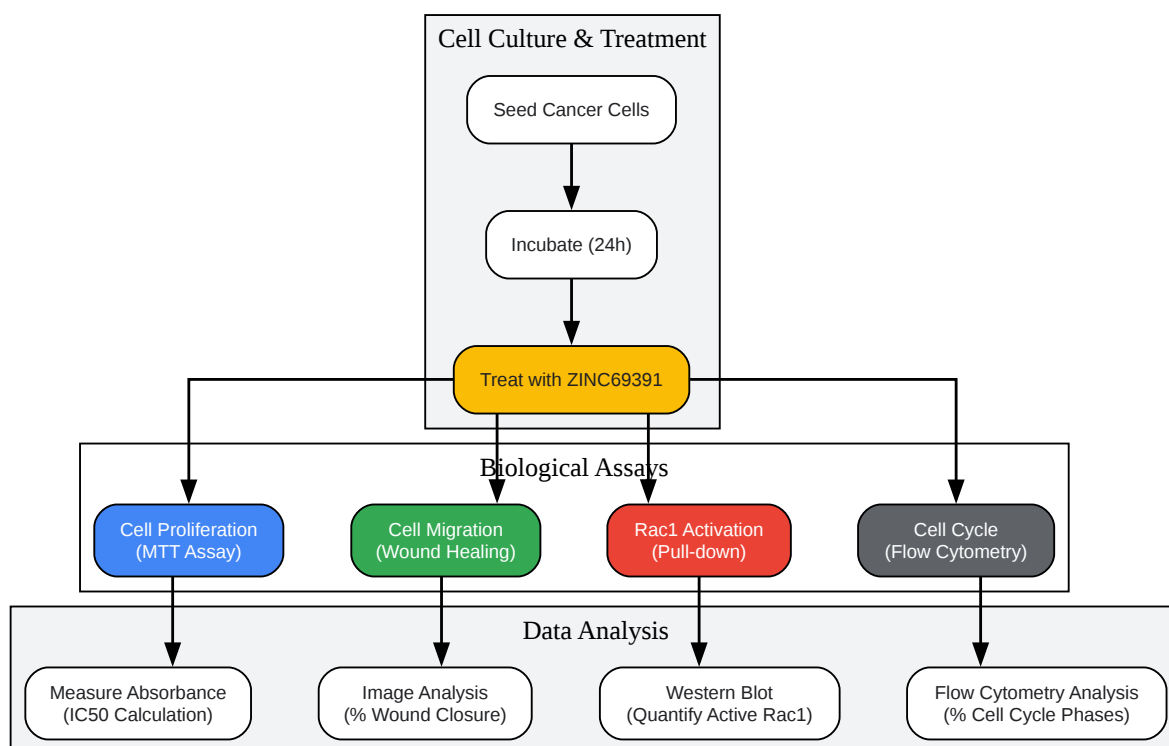 Cell Culture & Treatment
Seed Cancer Cells
Incubate (24h)
Treat with ZINC69391
Biological Assays
Cell Proliferation
(MTT Assay)
Cell Migration
(Wound Healing)
Rac1 Activation
(Pull-down)
Cell Cycle
(Flow Cytometry)
Data Analysis
Measure Absorbance
(IC50 Calculation)
Image Analysis
(% Wound Closure)
Western Blot
(Quantify Active Rac1)
Flow Cytometry Analysis
(% Cell Cycle Phases)